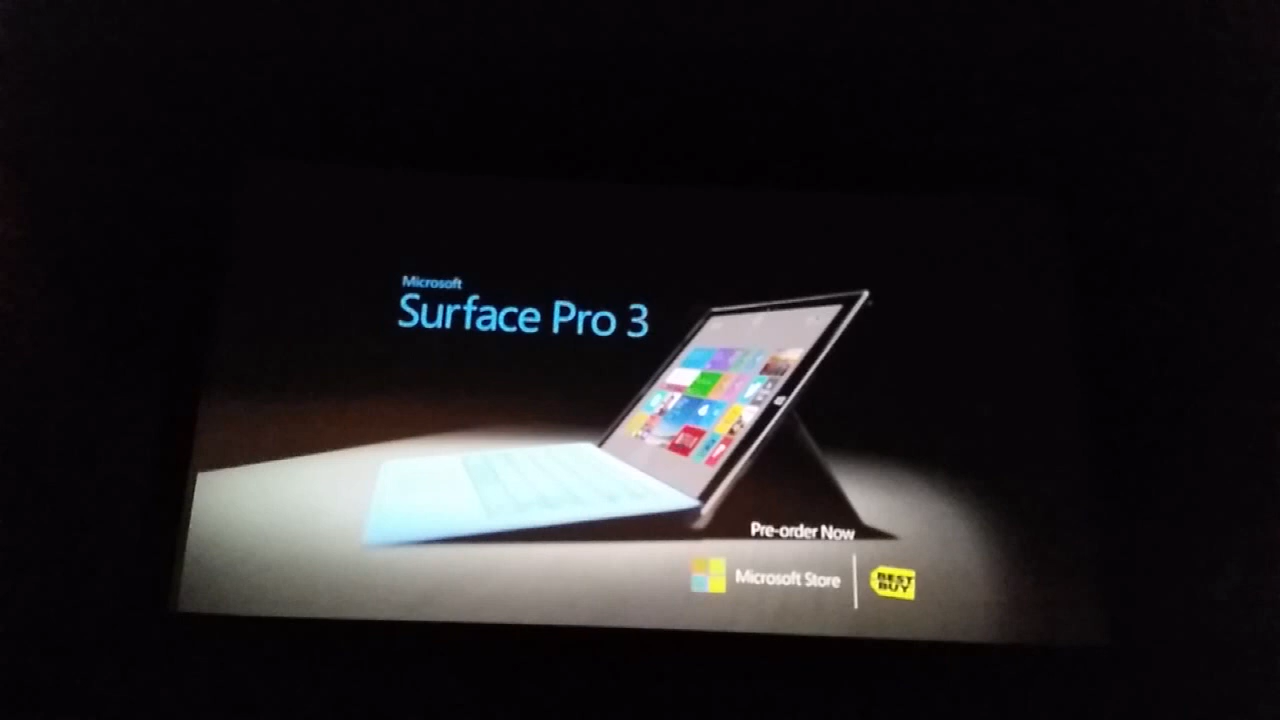 Microsoft
Surface Pro 3
Pre-order Now
Microsoft Store
BEST
BUY